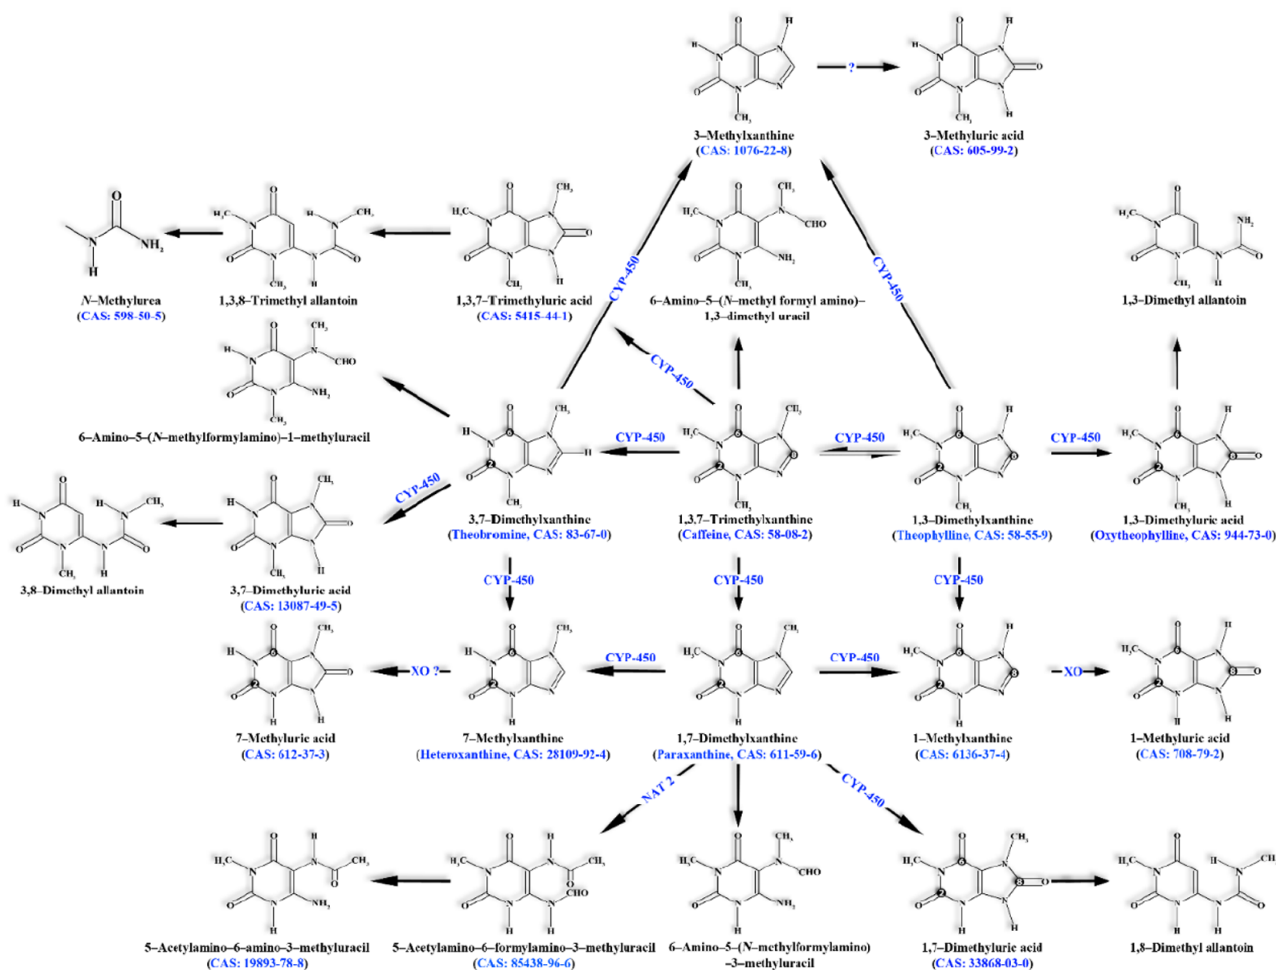 3–Methylxanthine
(CAS: 1076-22-8)
?
3–Methyluric acid
(CAS: 605-99-2)
N–Methylurea
(CAS: 598-50-5)
1,3,8–Trimethyl allantoin
1,3,7–Trimethyluric acid
(CAS: 5415-44-1)
CYP-450
6–Amino–5–(N–methyl formyl amino)–
1,3–dimethyl uracil
CYP-450
1,3–Dimethyl allantoin
CYP-450
6–Amino–5–(N–methylformylamino)–1–methyluracil
CYP-450
CYP-450
CYP-450
CYP-450
3,7–Dimethylxanthine
(Theobromine, CAS: 83-67-0)
1,3,7–Trimethylxanthine
(Caffeine, CAS: 58-08-2)
1,3–Dimethylxanthine
(Theophylline, CAS: 58-55-9)
1,3–Dimethyluric acid
(Oxytheophylline, CAS: 944-73-0)
3,8–Dimethyl allantoin
3,7–Dimethyluric acid
(CAS: 13087-49-5)
CYP-450
CYP-450
CYP-450
XO ?
CYP-450
CYP-450
XO
7–Methyluric acid
(CAS: 612-37-3)
7–Methylxanthine
(Heteroxanthine, CAS: 28109-92-4)
1,7–Dimethylxanthine
(Paraxanthine, CAS: 611-59-6)
1–Methylxanthine
(CAS: 6136-37-4)
1–Methyluric acid
(CAS: 708-79-2)
NAT 2
CYP-450
5–Acetylamino–6–amino–3–methyluracil
(CAS: 19893-78-8)
5–Acetylamino–6–formylamino–3–methyluracil
(CAS: 85438-96-6)
6–Amino–5–(N–methylformylamino)
–3–methyluracil
1,7–Dimethyluric acid
(CAS: 33868-03-0)
1,8–Dimethyl allantoin